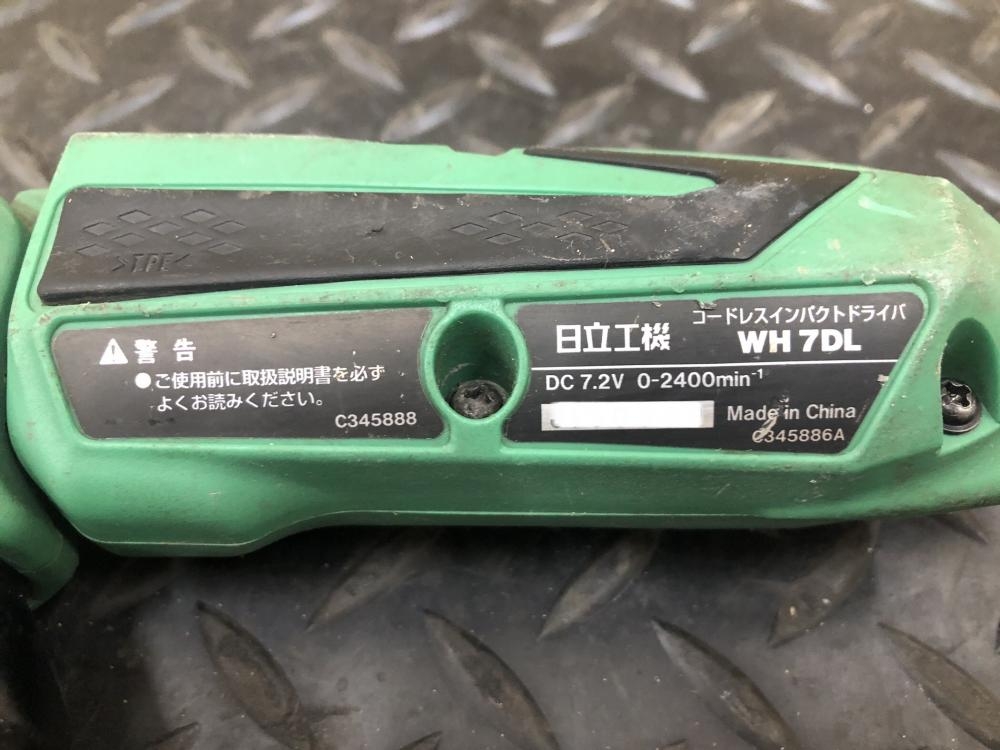 >TPE<
警告
●ご使用前に取扱説明書を必ず
よくお読みください。
C345888
コードレスインパクトドライバ
日立工機 WH 7DL
DC 7.2V 0-2400min⁻¹
Made in China
C345886A